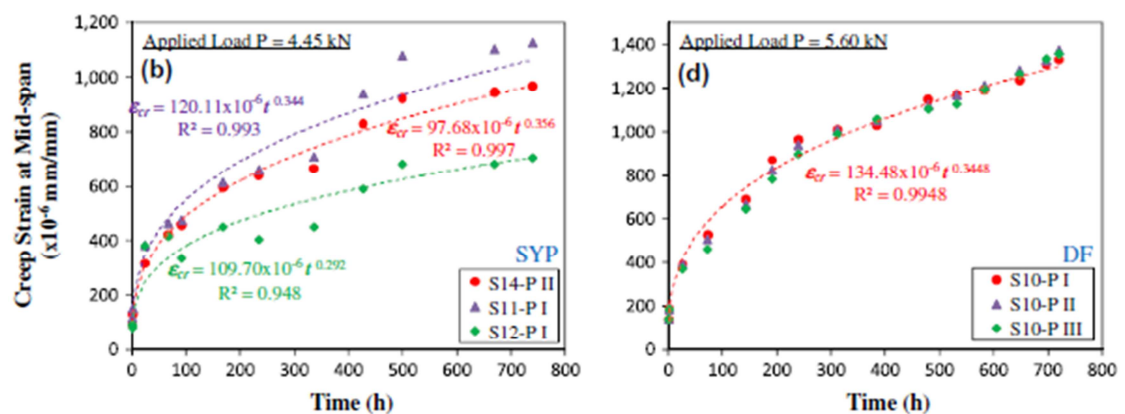 Creep Strain at Mid-span
(x10⁻⁶ mm/mm)
1,200
1,000
800
600
400
200
0
Applied Load P = 4.45 kN
(b)
εcr = 120.11x10⁻⁶t ⁰·³⁴⁴
R² = 0.993
εcr = 97.68x10⁻⁶t ⁰·³⁵⁶
R² = 0.997
εcr = 109.70x10⁻⁶t ⁰·²⁹²
R² = 0.948
SYP
S14-P II
S11-P I
S12-P I
0 100 200 300 400 500 600 700 800
Time (h)
1,400
1,200
1,000
800
600
400
200
0
Applied Load P = 5.60 kN
(d)
εcr = 134.48x10⁻⁶t ⁰·³⁴⁴⁸
R² = 0.9948
DF
S10-P I
S10-P II
S10-P III
0 100 200 300 400 500 600 700 800
Time (h)